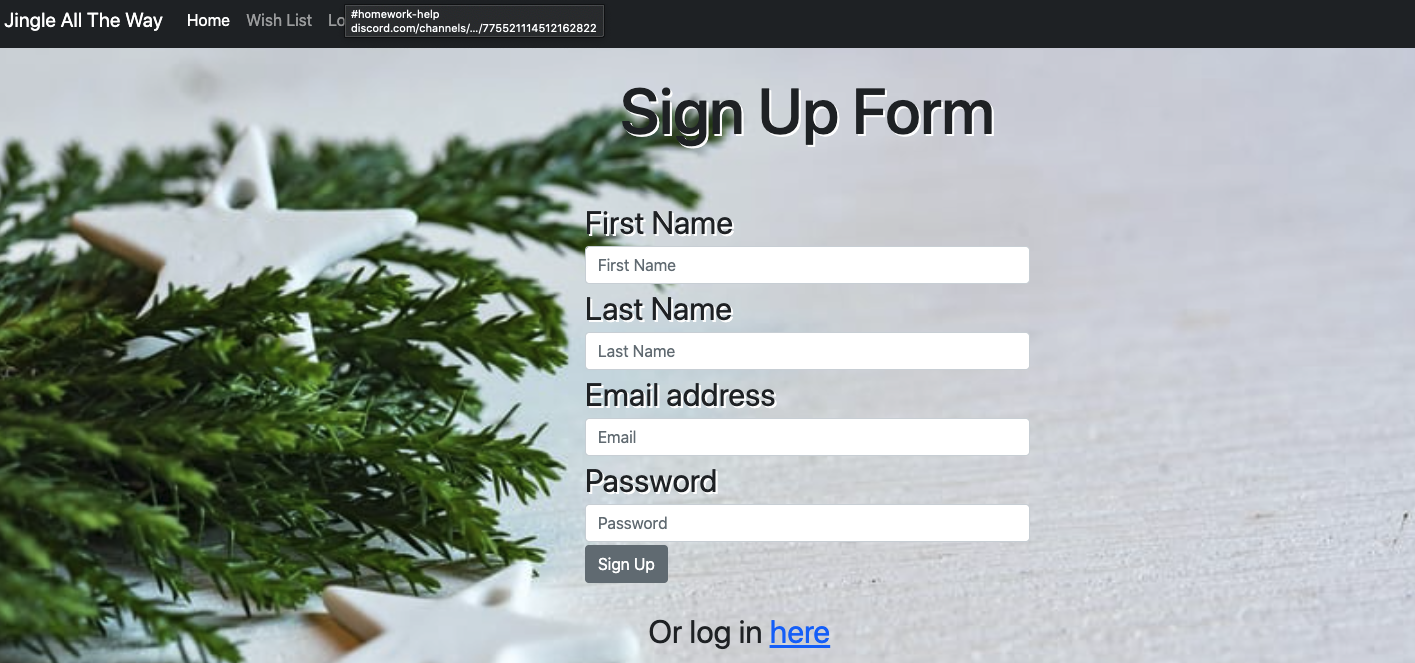 Jingle All The Way Home Wish List Lo
#homework-help
discord.com/channels/.../775521114512162822
Sign Up Form
First Name
First Name
Last Name
Last Name
Email address
Email
Password
Password
Sign Up
Or log in here